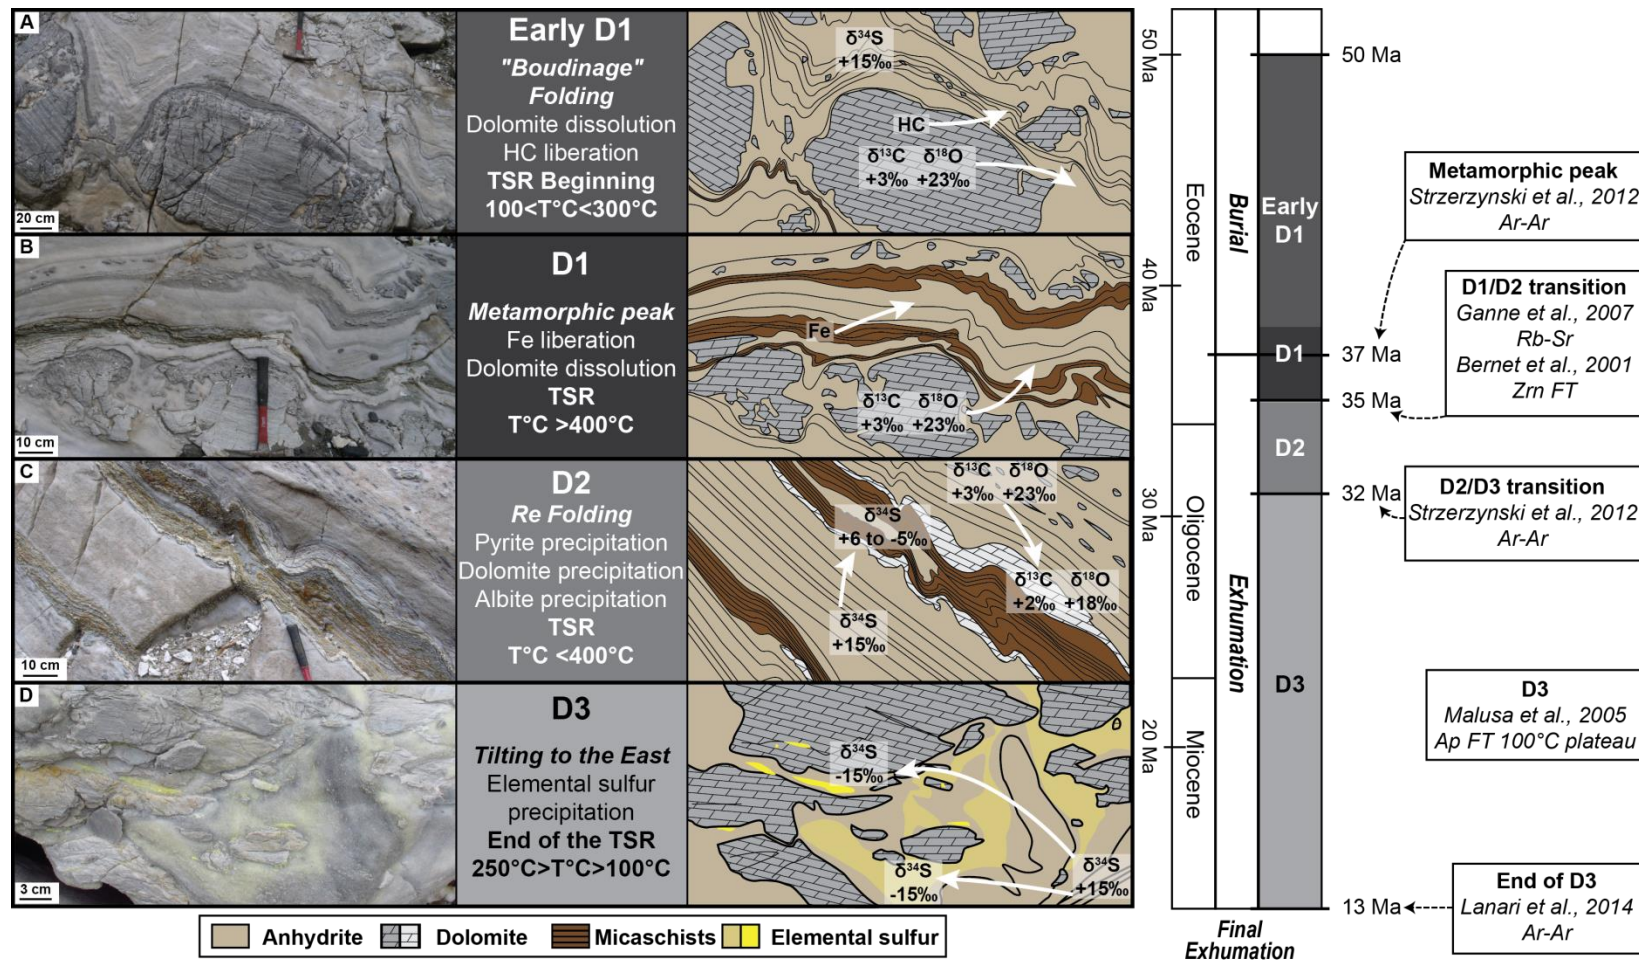 A
20 cm
Early D1
"Boudinage"
Folding
Dolomite dissolution
HC liberation
TSR Beginning
100<T°C<300°C
δ³⁴S
+15‰
HC
δ¹³C δ¹⁸O
+3‰ +23‰
B
10 cm
D1
Metamorphic peak
Fe liberation
Dolomite dissolution
TSR
T°C >400°C
Fe
δ¹³C δ¹⁸O
+3‰ +23‰
C
10 cm
D2
Re Folding
Pyrite precipitation
Dolomite precipitation
Albite precipitation
TSR
T°C <400°C
δ¹³C δ¹⁸O
+3‰ +23‰
δ³⁴S
+6 to -5‰
δ¹³C δ¹⁸O
+2‰ +18‰
δ³⁴S
+15‰
D
3 cm
D3
Tilting to the East
Elemental sulfur
precipitation
End of the TSR
250°C>T°C>100°C
δ³⁴S
-15‰
δ³⁴S
-15‰
δ³⁴S
+15‰
Anhydrite Dolomite Micaschists Elemental sulfur
50 Ma
40 Ma
30 Ma
20 Ma
Eocene
Oligocene
Miocene
Burial
Exhumation
Final
Exhumation
Early
D1
D1
D2
D3
50 Ma
37 Ma
35 Ma
32 Ma
13 Ma
Metamorphic peak
Strzerzynski et al., 2012
Ar-Ar
D1/D2 transition
Ganne et al., 2007
Rb-Sr
Bernet et al., 2001
Zrn FT
D2/D3 transition
Strzerzynski et al., 2012
Ar-Ar
D3
Malusa et al., 2005
Ap FT 100°C plateau
End of D3
Lanari et al., 2014
Ar-Ar